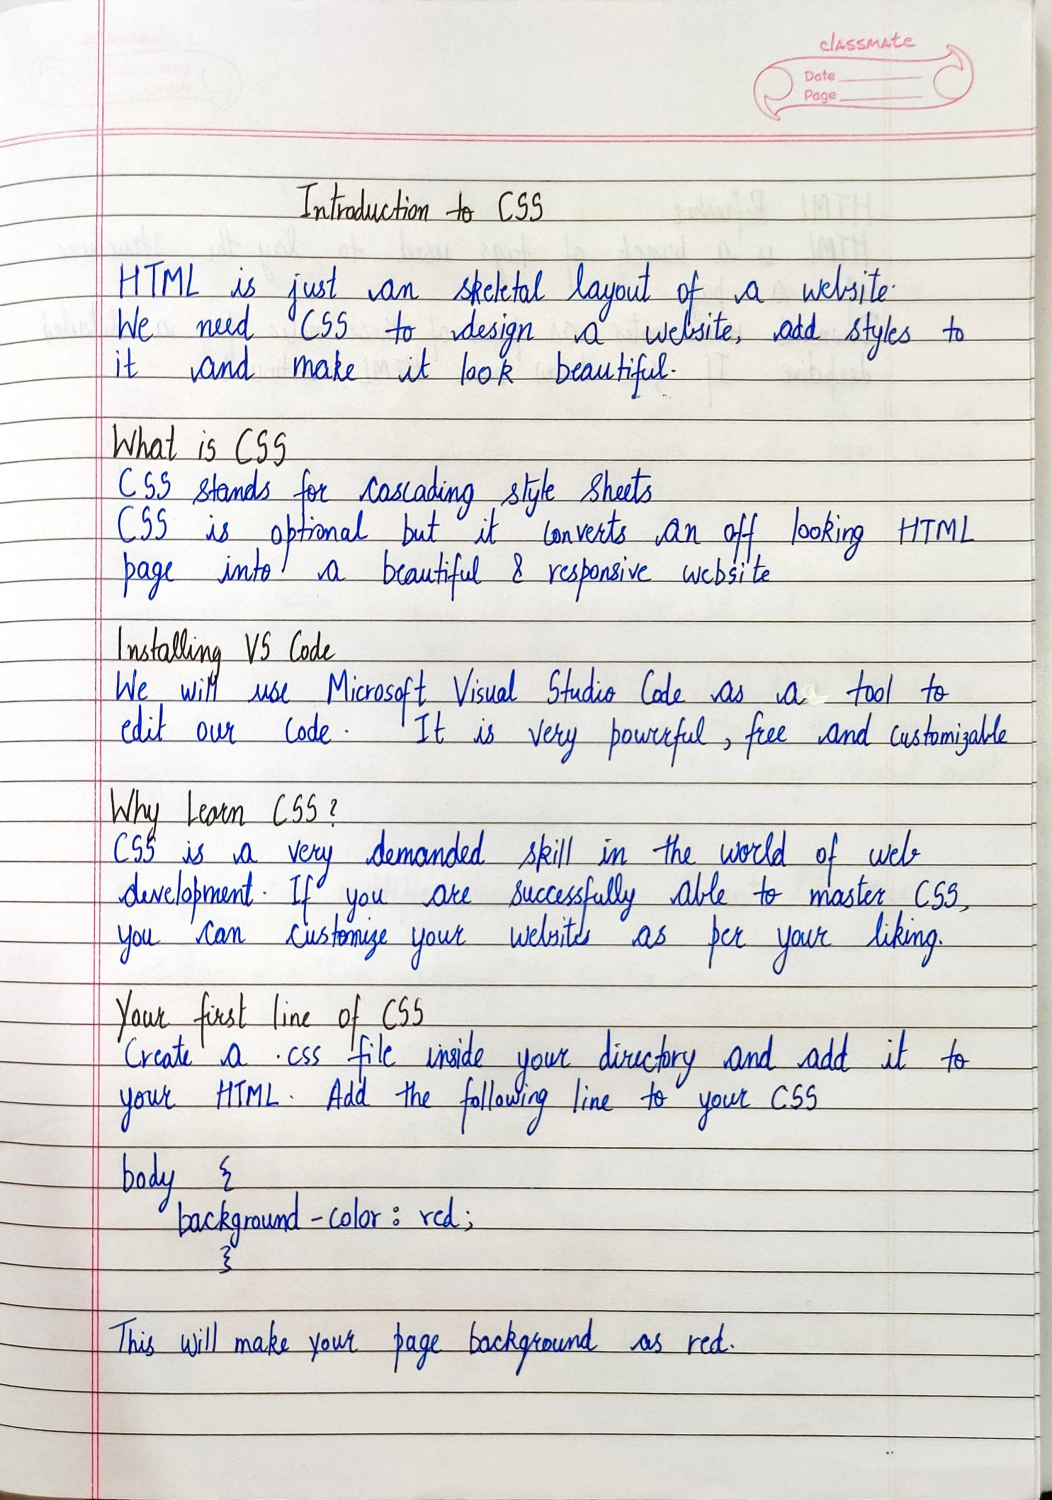 classmate
Date
Page
Introduction to CSS
HTML is just an skeletal layout of a website.
We need CSS to design a website, add styles to
it and make it look beautiful.
What is CSS
CSS stands for cascading style sheets
CSS is optional but it converts an off looking HTML
page into a beautiful & responsive website
Installing VS Code
We will use Microsoft Visual Studio Code as a tool to
edit our code. It is very powerful, free and customizable
Why Learn CSS?
CSS is a very demanded skill in the world of web
development. If you are successfully able to master CSS,
you can customize your websites as per your liking.
Your first line of CSS
Create a .css file inside your directory and add it to
your HTML. Add the following line to your CSS
body {
background-color: red;
}
This will make your page background as red.